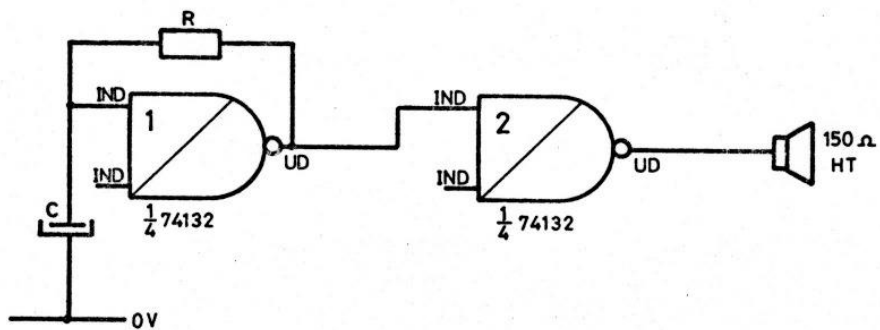 R
IND
1
IND
UD
C
1/4 74132
0V
IND
2
IND
UD
1/4 74132
150 Ω
HT